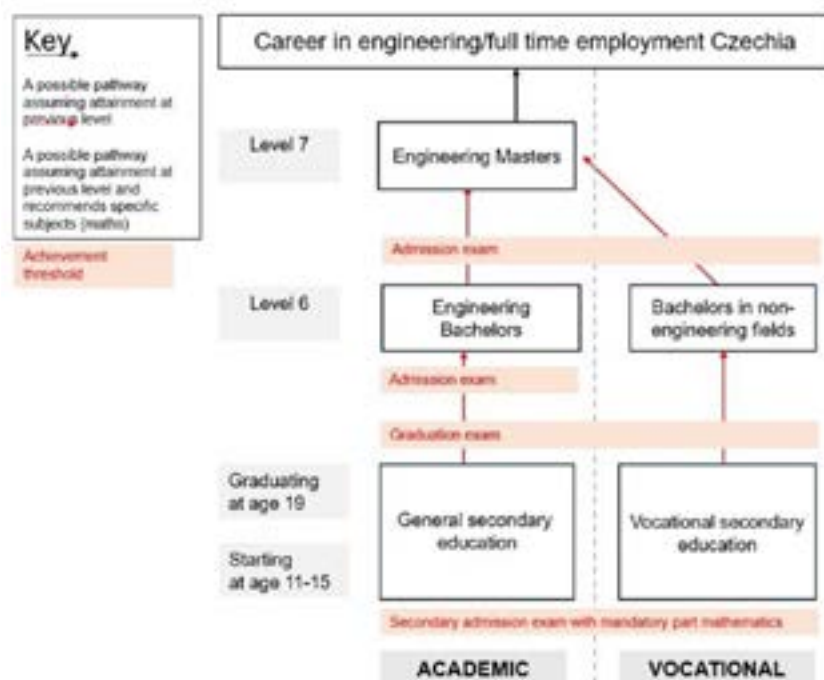 Key
A possible pathway
assuming attainment at
previous level
A possible pathway
assuming attainment at
previous level and
recommends specific
subjects (maths)
Achievement
threshold
Career in engineering/full time employment Czechia
Level 7
Engineering Masters
Admission exam
Level 6
Engineering
Bachelors
Bachelors in non-
engineering fields
Admission exam
Graduation exam
Graduating
at age 19
General secondary
education
Vocational secondary
education
Starting
at age 11-15
Secondary admission exam with mandatory part mathematics
ACADEMIC
VOCATIONAL